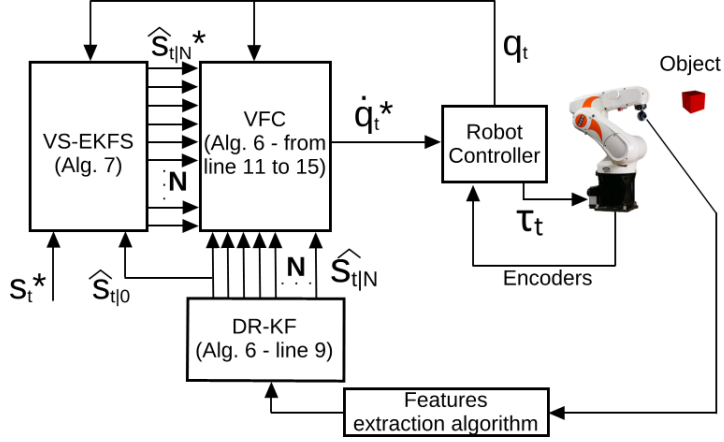 ŝt|N*
qt
Object
VS-EKFS
(Alg. 7)
N
VFC
(Alg. 6 - from
line 11 to 15)
q̇t*
Robot
Controller
τt
Encoders
st*
ŝt|0
N
ŝt|N
DR-KF
(Alg. 6 - line 9)
Features
extraction algorithm